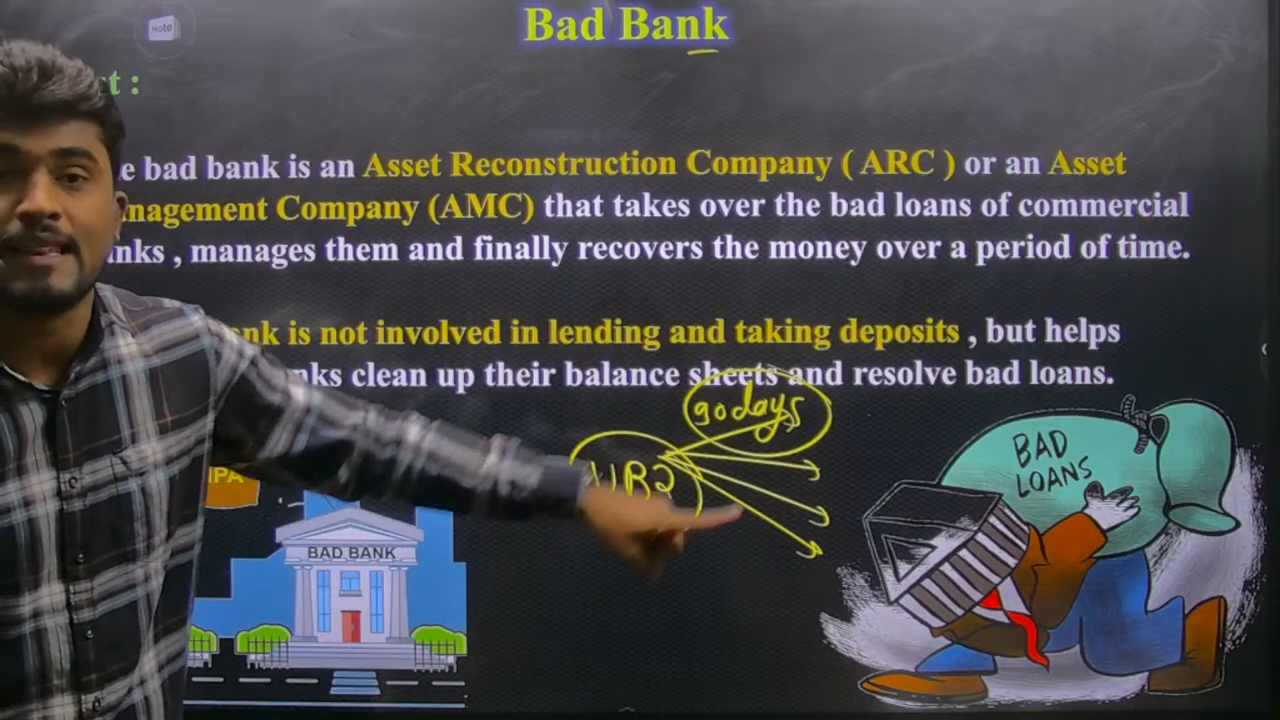 Bad Bank
Note
ct :
e bad bank is an Asset Reconstruction Company ( ARC ) or an Asset
nagement Company (AMC) that takes over the bad loans of commercial
nks , manages them and finally recovers the money over a period of time.
nk is not involved in lending and taking deposits , but helps
nks clean up their balance sheets and resolve bad loans.
90days
NPA
BAD BANK
BAD
LOANS